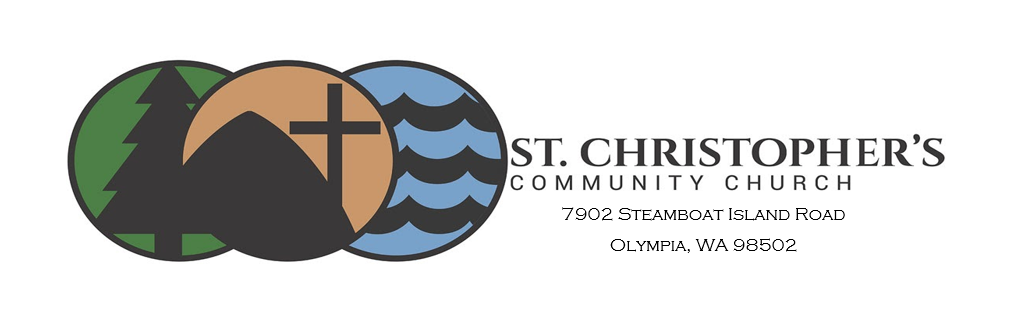 ST. CHRISTOPHER'S
COMMUNITY CHURCH
7902 Steamboat Island Road
Olympia, WA 98502